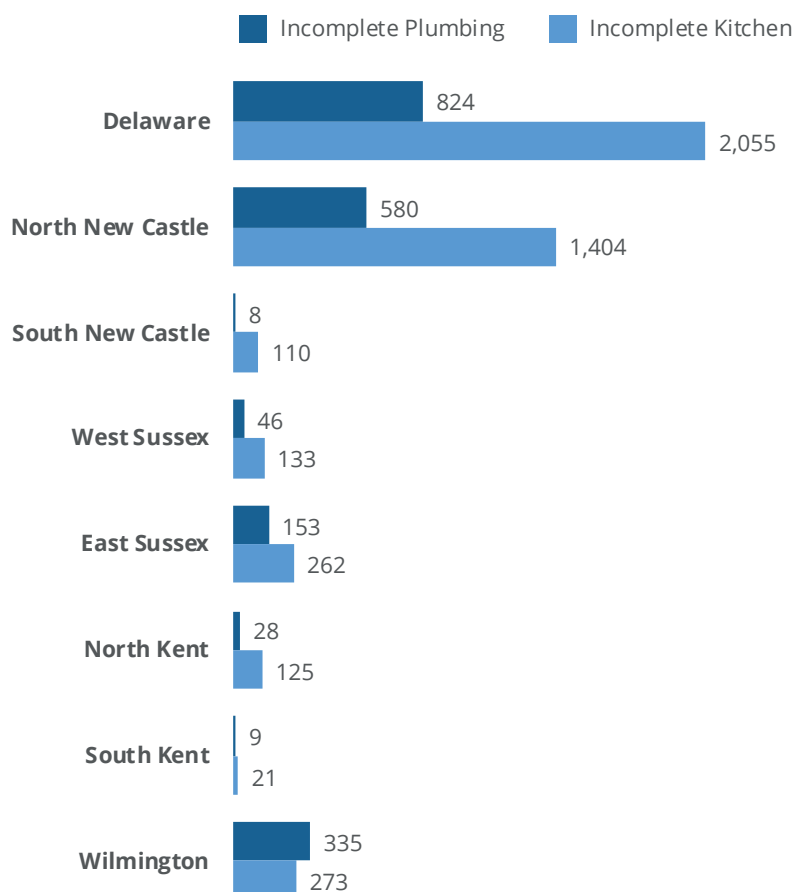 Incomplete Plumbing Incomplete Kitchen
Delaware 824
2,055
North New Castle 580
1,404
South New Castle 8
110
West Sussex 46
133
East Sussex 153
262
North Kent 28
125
South Kent 9
21
Wilmington 335
273